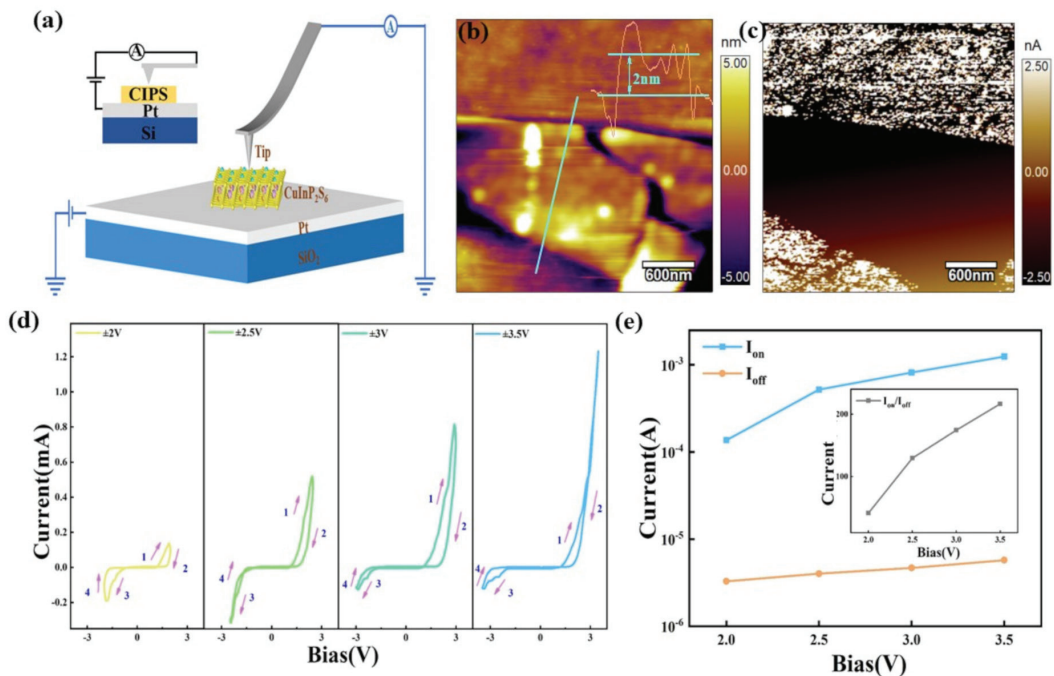 (a)
A
CIPS
Pt
Si
A
Tip
CuInP₂S₆
Pt
SiO₂
(b)
2nm
600nm
nm
5.00
0.00
-5.00
(c)
600nm
nA
2.50
0.00
-2.50
(d)
±2V
±2.5V
±3V
±3.5V
Current(mA)
1.2
1.0
0.8
0.6
0.4
0.2
0.0
-0.2
1
2
3
4
1
2
3
4
1
2
3
4
1
2
3
4
-3 0 3
-3 0 3
-3 0 3
-3 0 3
Bias(V)
(e)
Ion
Ioff
Current(A)
10⁻³
10⁻⁴
10⁻⁵
10⁻⁶
2.0 2.5 3.0 3.5
Bias(V)
Ion/Ioff
Current
200
100
2.0 2.5 3.0 3.5
Bias(V)